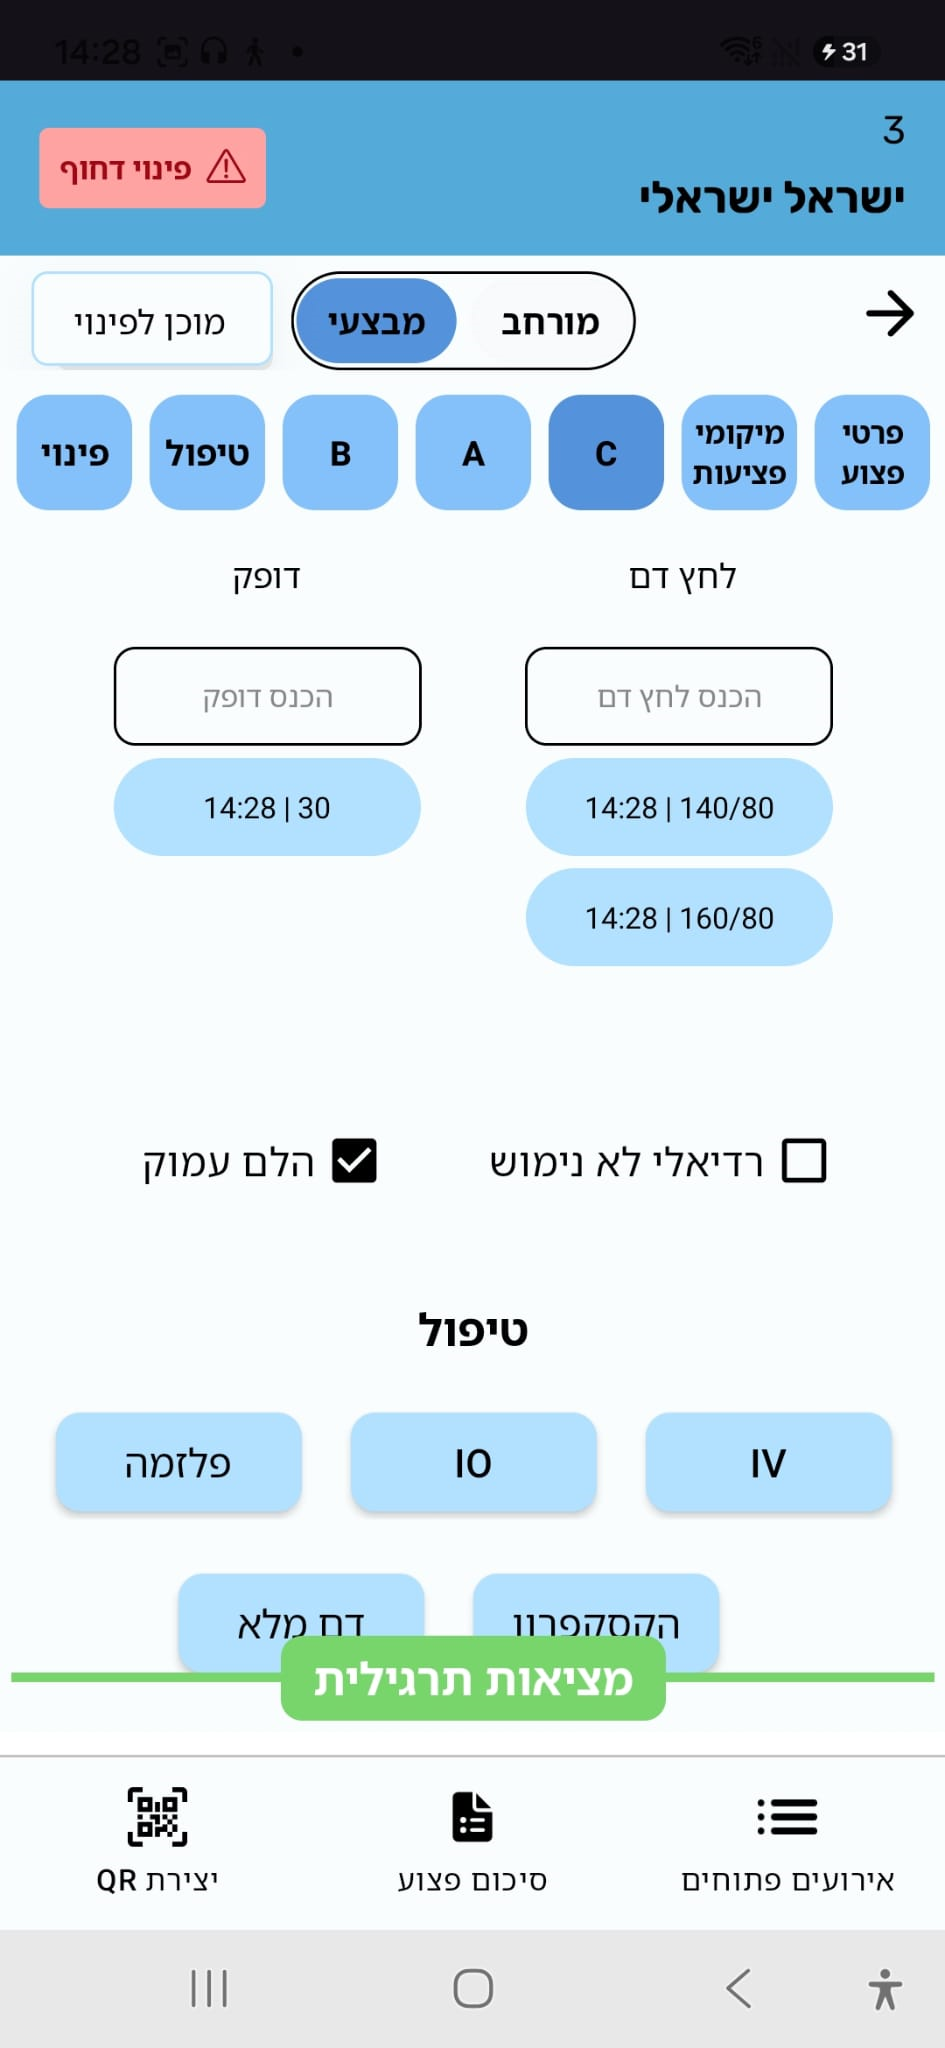 14:28
31
3
ישראל ישראלי
פינוי דחוף
מורחב
מבצעי
מוכן לפינוי
פרטי פצוע
מיקומי פציעות
C
A
B
טיפול
פינוי
לחץ דם
דופק
הכנס לחץ דם
הכנס דופק
14:28 | 140/80
14:28 | 30
14:28 | 160/80
רדיאלי לא נימוש
הלם עמוק
טיפול
IV
IO
פלזמה
הקסקפרון
דם מלא
מציאות תרגילית
אירועים פתוחים
סיכום פצוע
יצירת QR